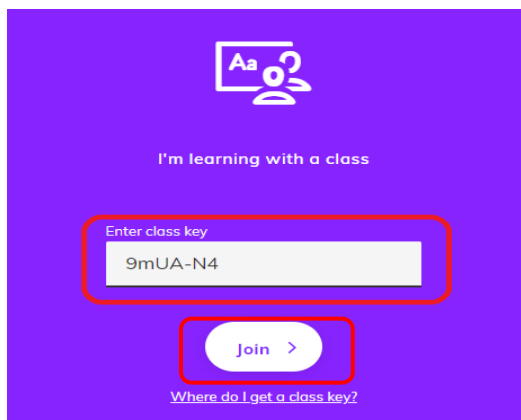 Aa
I'm learning with a class
Enter class key
9mUA-N4
Join >
Where do I get a class key?